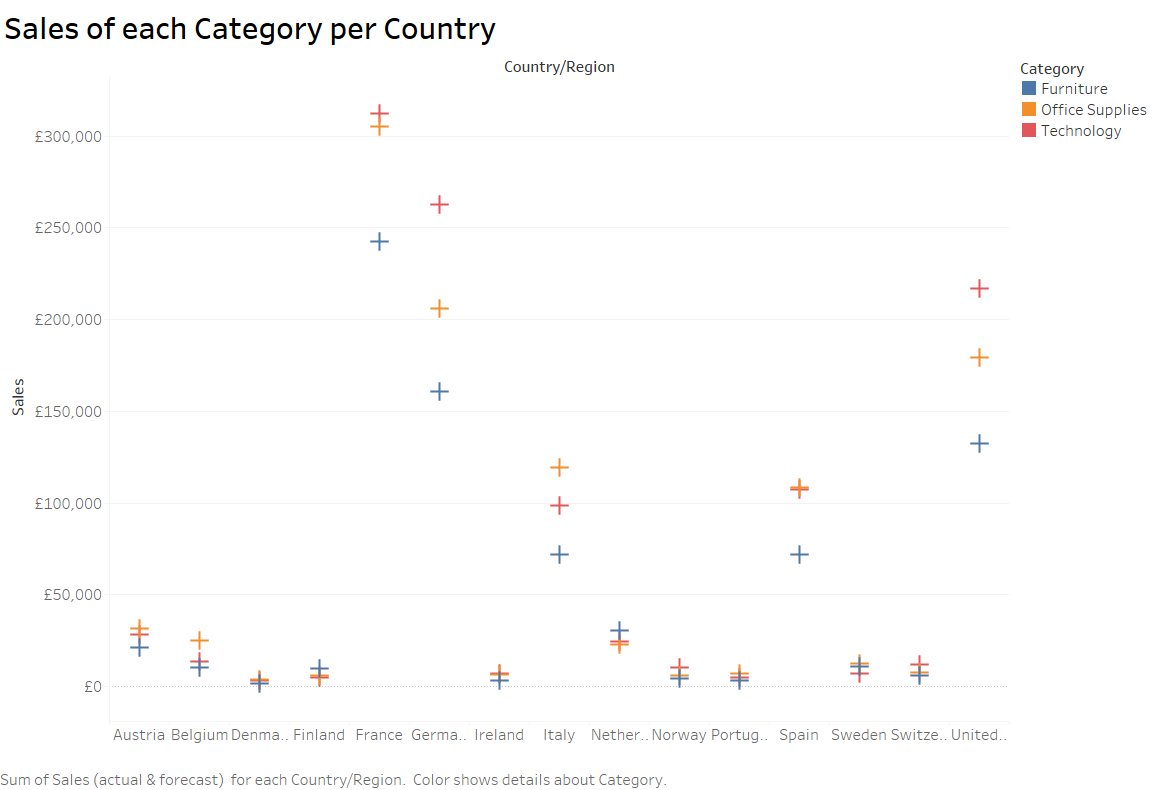 Sales of each Category per Country
Country/Region
Category
Furniture
Office Supplies
Technology
£300,000
£250,000
£200,000
£150,000
£100,000
£50,000
£0
Sales
Austria Belgium Denma.. Finland France Germa.. Ireland Italy Nether.. Norway Portug.. Spain Sweden Switze.. United..
Sum of Sales (actual & forecast) for each Country/Region. Color shows details about Category.